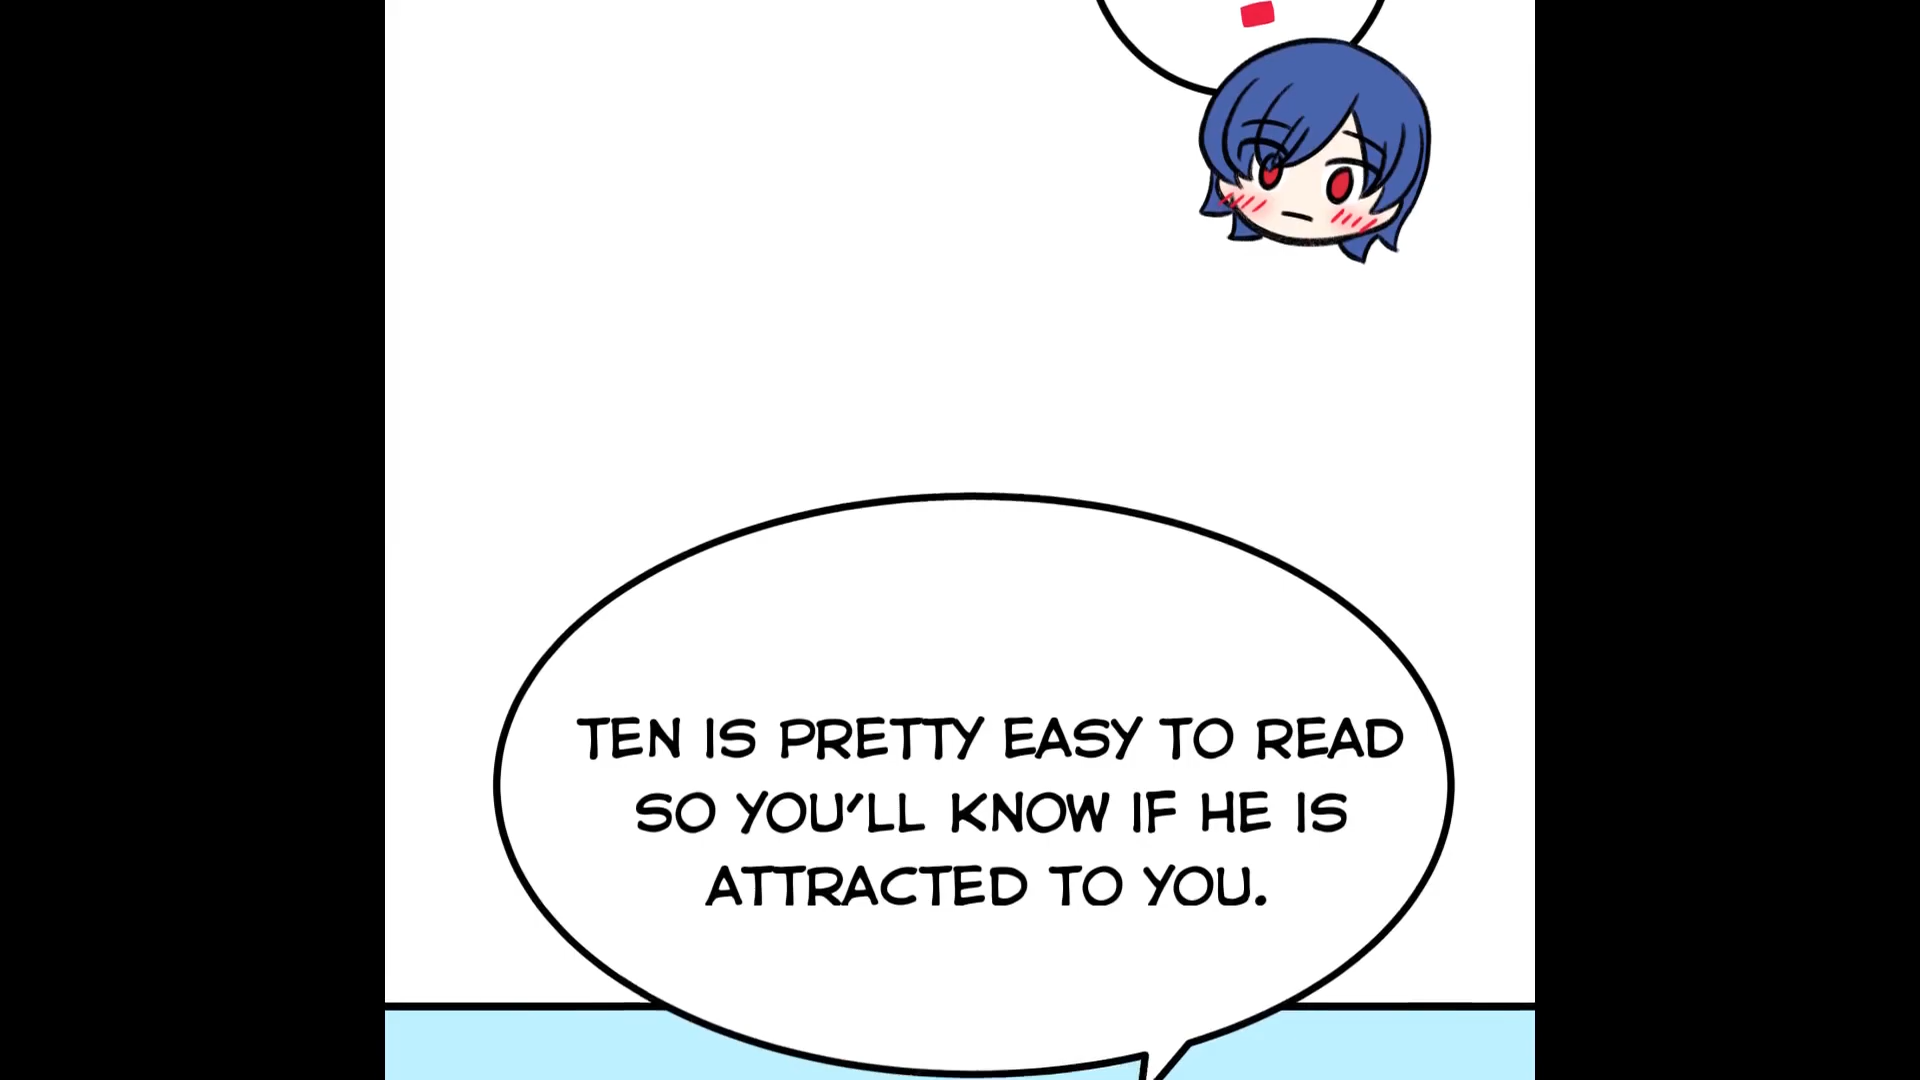 TEN IS PRETTY EASY TO READ
SO YOU'LL KNOW IF HE IS
ATTRACTED TO YOU.